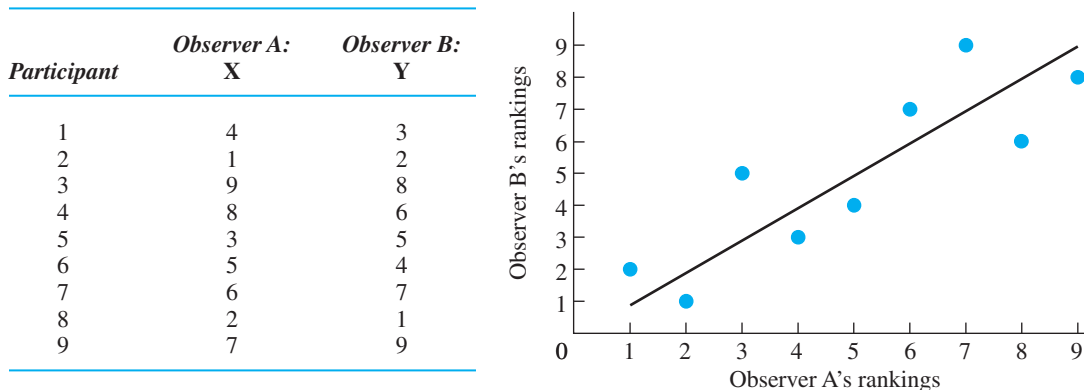 Observer A: Observer B:
Participant X Y
1 4 3
2 1 2
3 9 8
4 8 6
5 3 5
6 5 4
7 6 7
8 2 1
9 7 9
Observer B's rankings
9
8
7
6
5
4
3
2
1
0 1 2 3 4 5 6 7 8 9
Observer A's rankings